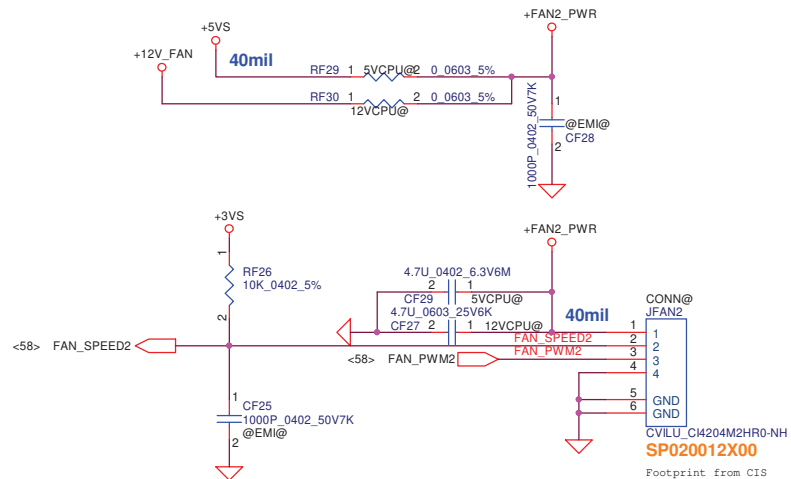 +5VS
+FAN2_PWR
+12V_FAN
40mil
RF29 1 5VCPU@ 2 0_0603_5%
RF30 1 2 0_0603_5%
12VCPU@
1000P_0402_50V7K
1
@EMI@
CF28
2
+3VS
+FAN2_PWR
1
RF26
10K_0402_5%
2
4.7U_0402_6.3V6M
2 1
CF29 5VCPU@
4.7U_0603_25V6K
CF27 2 1 12VCPU@
40mil
CONN@
JFAN2
<58> FAN_SPEED2
FAN_SPEED2
<58> FAN_PWM2
FAN_PWM2
1 1
2 2
3 3
4 4
5 GND
6 GND
1
CF25
1000P_0402_50V7K
@EMI@
2
CVILU_CI4204M2HR0-NH
SP020012X00
Footprint from CIS